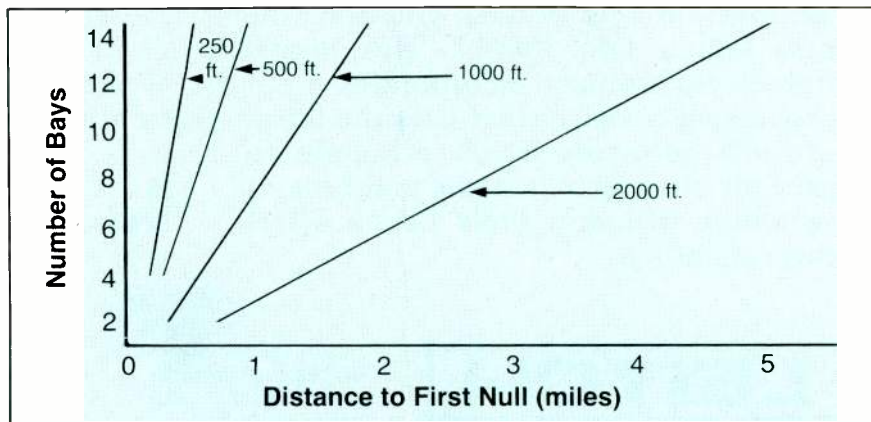 14
12
10
8
6
4
2
Number of Bays
250
ft.
500 ft.
1000 ft.
2000 ft.
0 1 2 3 4 5
Distance to First Null (miles)